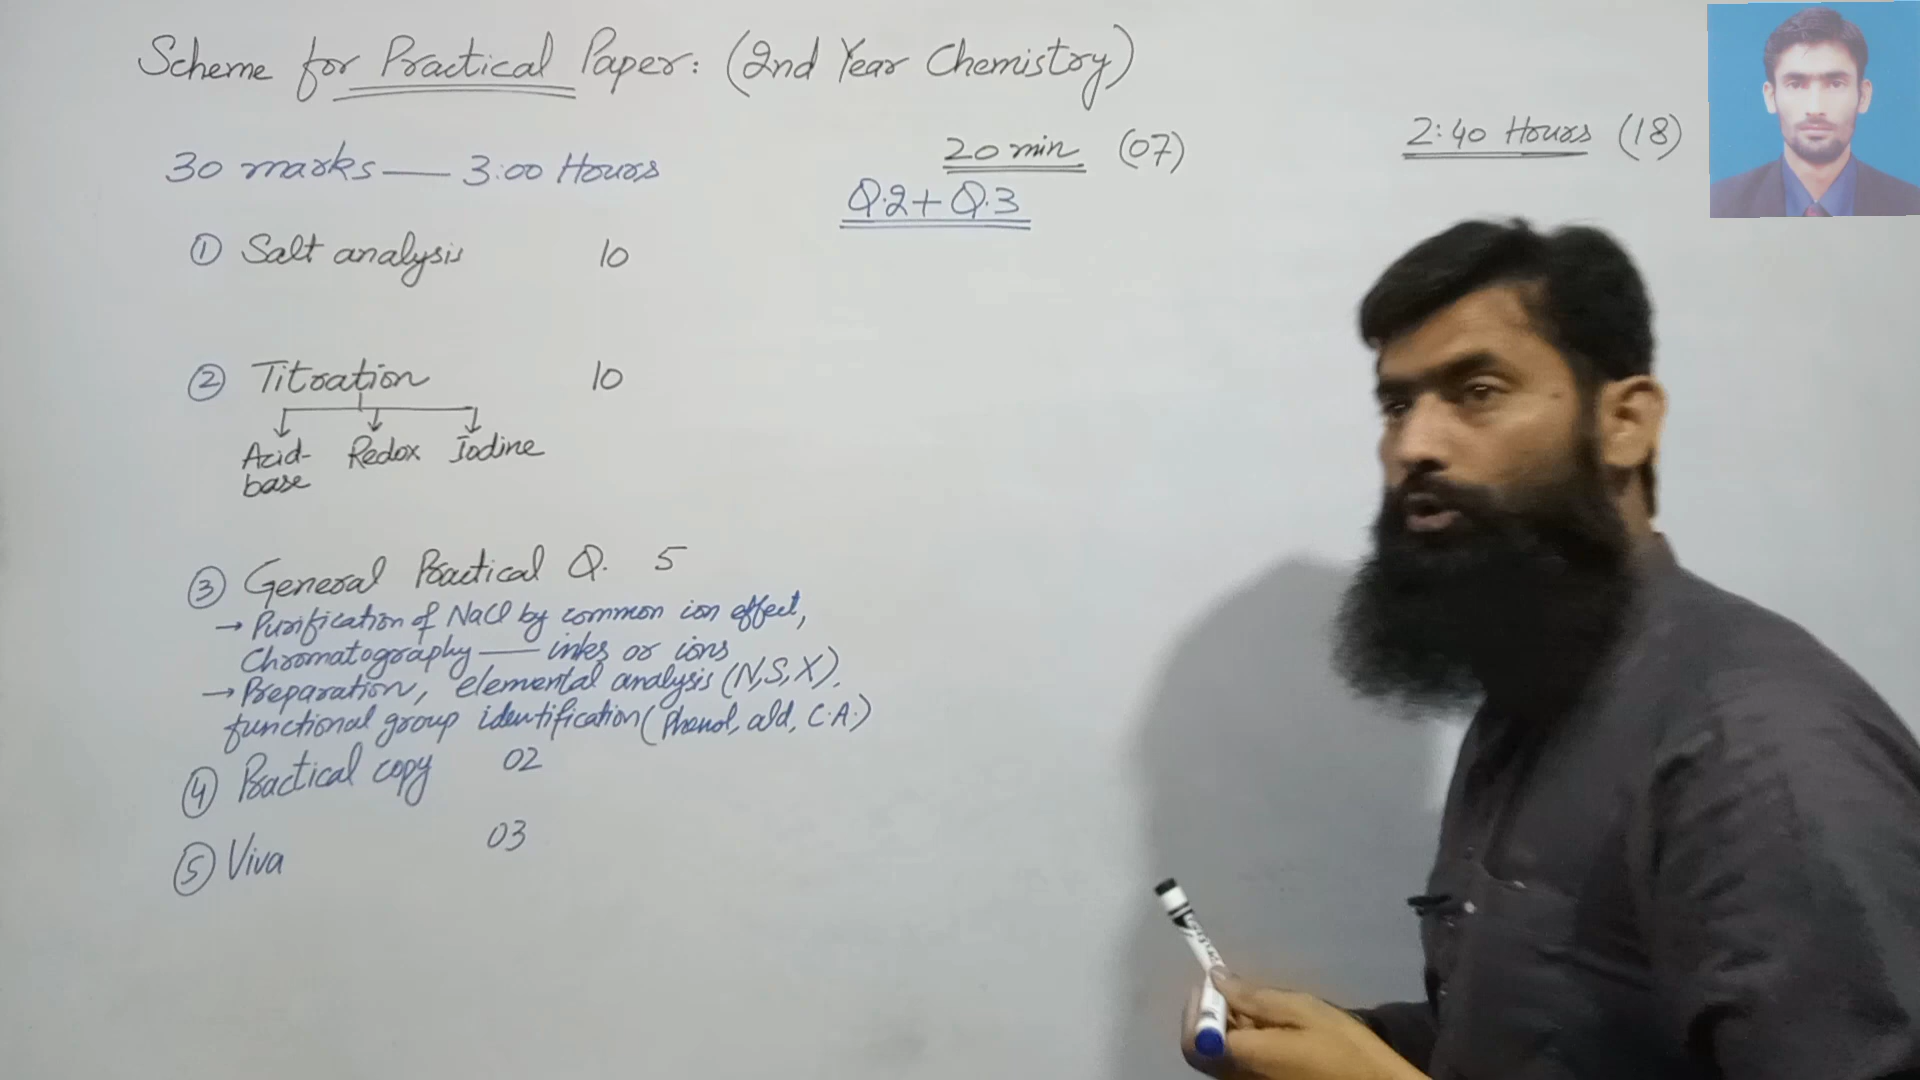 Scheme for Practical Paper: (2nd Year Chemistry)
30 marks — 3:00 Hours
20 min (07)
2:40 Hours (18)
Q.2 + Q.3
① Salt analysis 10
② Titration 10
Acid-base Redox Iodine
③ General Practical Q. 5
→ Purification of NaCl by common ion effect,
Chromatography — inks or ions
→ Preparation, elemental analysis (N,S,X),
functional group identification (Phenol, ald, C.A.)
④ Practical copy 02
⑤ Viva 03